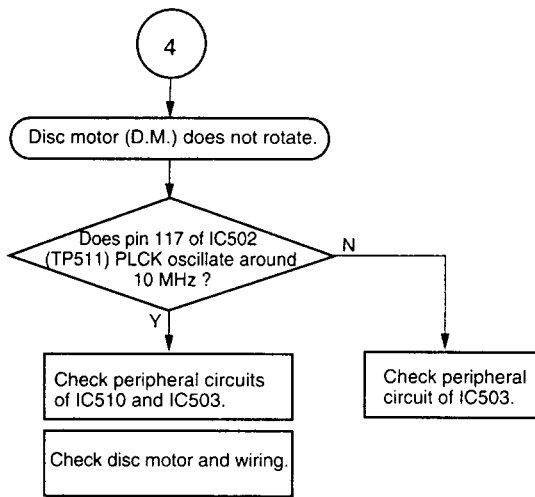 4
Disc motor (D.M.) does not rotate.
Does pin 117 of IC502
(TP511) PLCK oscillate around
10 MHz ?
N
Y
Check peripheral circuits
of IC510 and IC503.
Check peripheral
circuit of IC503.
Check disc motor and wiring.